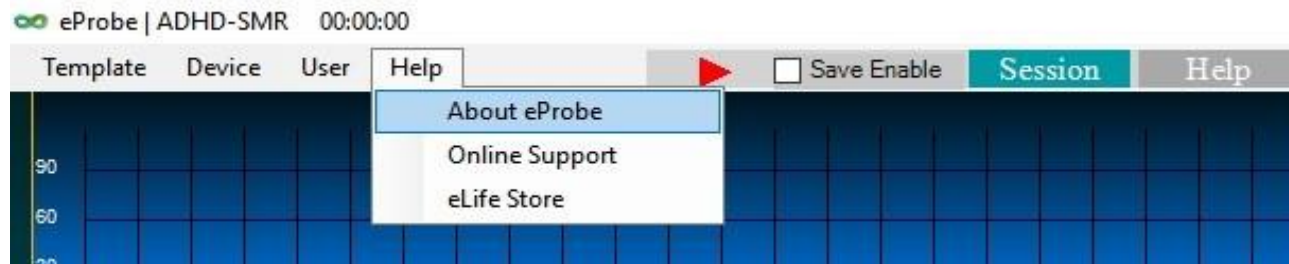 eProbe | ADHD-SMR 00:00:00
Template Device User Help Save Enable Session Help
About eProbe
Online Support
eLife Store
90
60
30